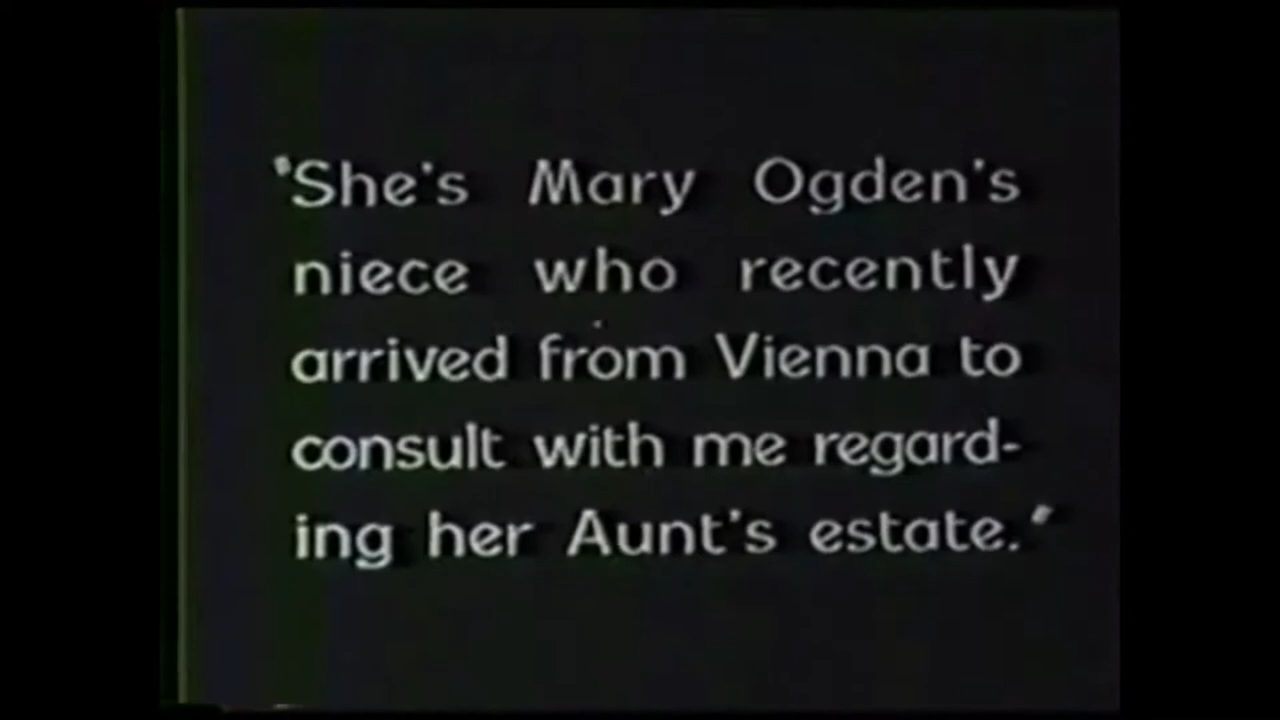 "She's Mary Ogden's
niece who recently
arrived from Vienna to
consult with me regard-
ing her Aunt's estate."